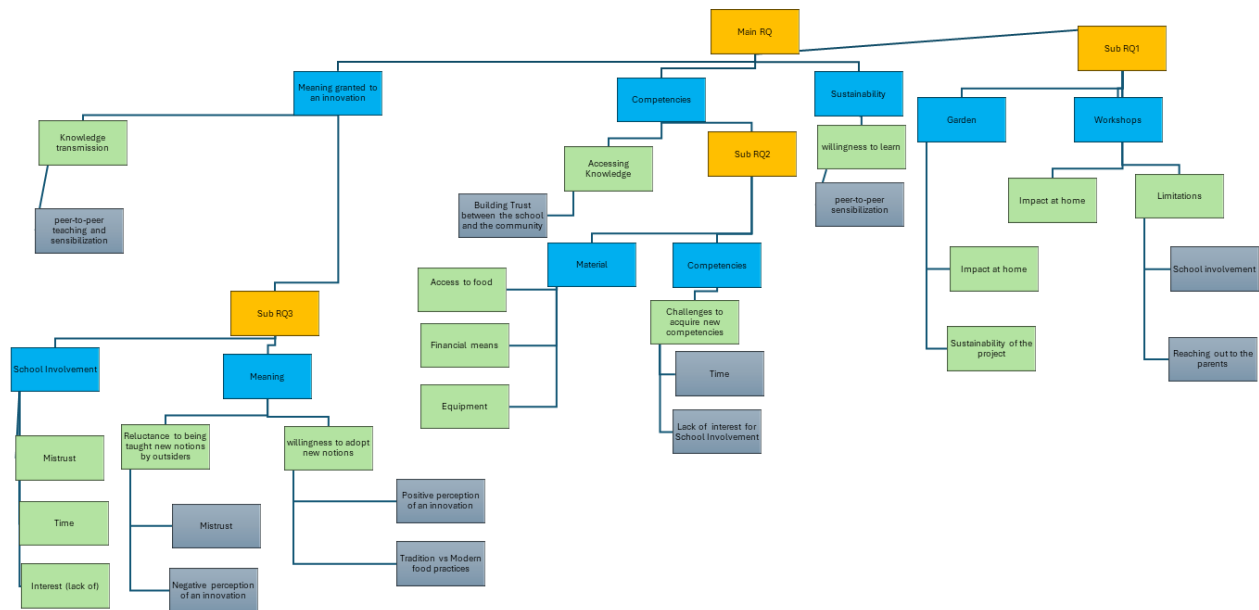 Main RQ
Sub RQ1
Meaning granted to
an innovation
Competencies
Sustainability
Garden
Workshops
Knowledge
transmission
Accessing
Knowledge
Sub RQ2
willingness to learn
peer-to-peer
teaching and
sensibilization
Building Trust
between the school
and the community
peer-to-peer
sensibilization
Impact at home
Limitations
Material
Competencies
Impact at home
School involvement
Access to food
Challenges to
acquire new
competencies
Sub RQ3
Financial means
Sustainability of the
project
Reaching out to the
parents
School Involvement
Meaning
Time
Equipment
Lack of interest for
School Involvement
Reluctance to being
taught new notions
by outsiders
willingness to adopt
new notions
Mistrust
Positive perception
of an innovation
Time
Mistrust
Tradition vs Modern
food practices
Interest (lack of)
Negative perception
of an innovation